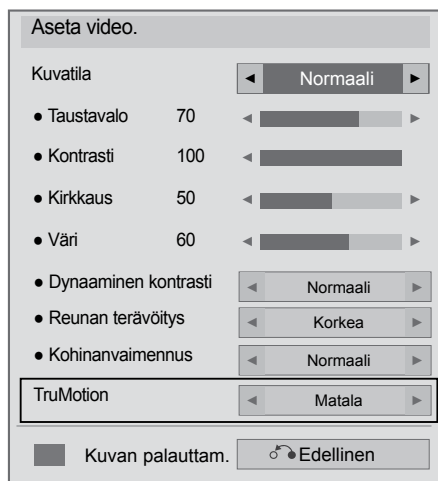 Aseta video.
Kuvatila ◄ Normaali ►
● Taustavalo 70 ◄ ►
● Kontrasti 100 ◄
● Kirkkaus 50 ◄ ►
● Väri 60 ◄ ►
● Dynaaminen kontrasti ◄ Normaali ►
● Reunan terävöitys ◄ Korkea ►
● Kohinanvaimennus ◄ Normaali ►
TruMotion ◄ Matala ►
Kuvan palauttam. Edellinen